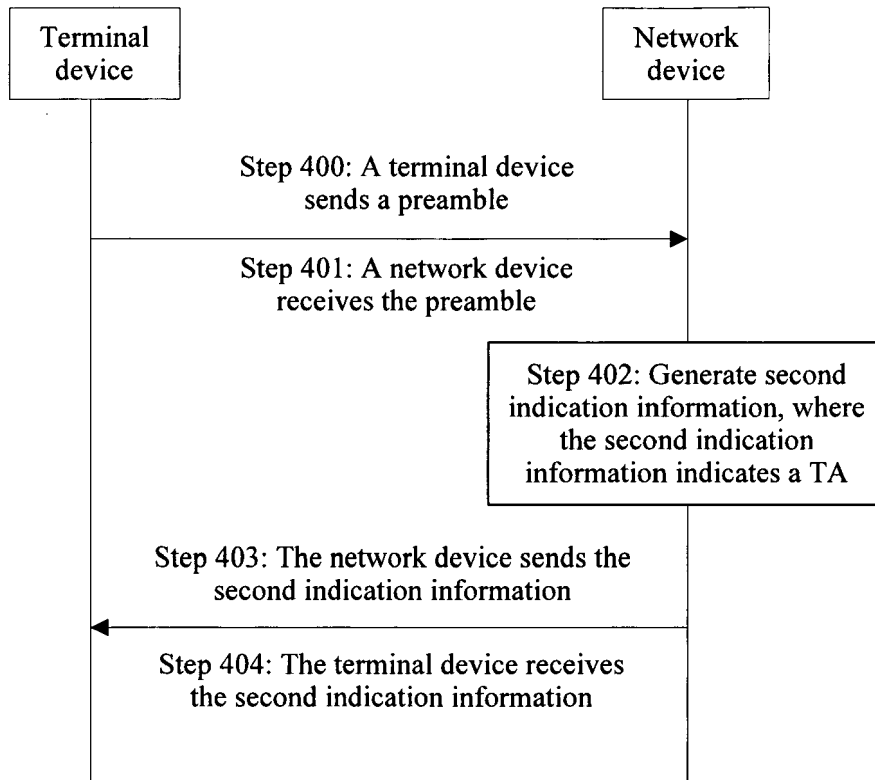 Terminal
device
Network
device
Step 400: A terminal device
sends a preamble
Step 401: A network device
receives the preamble
Step 402: Generate second
indication information, where
the second indication
information indicates a TA
Step 403: The network device sends the
second indication information
Step 404: The terminal device receives
the second indication information